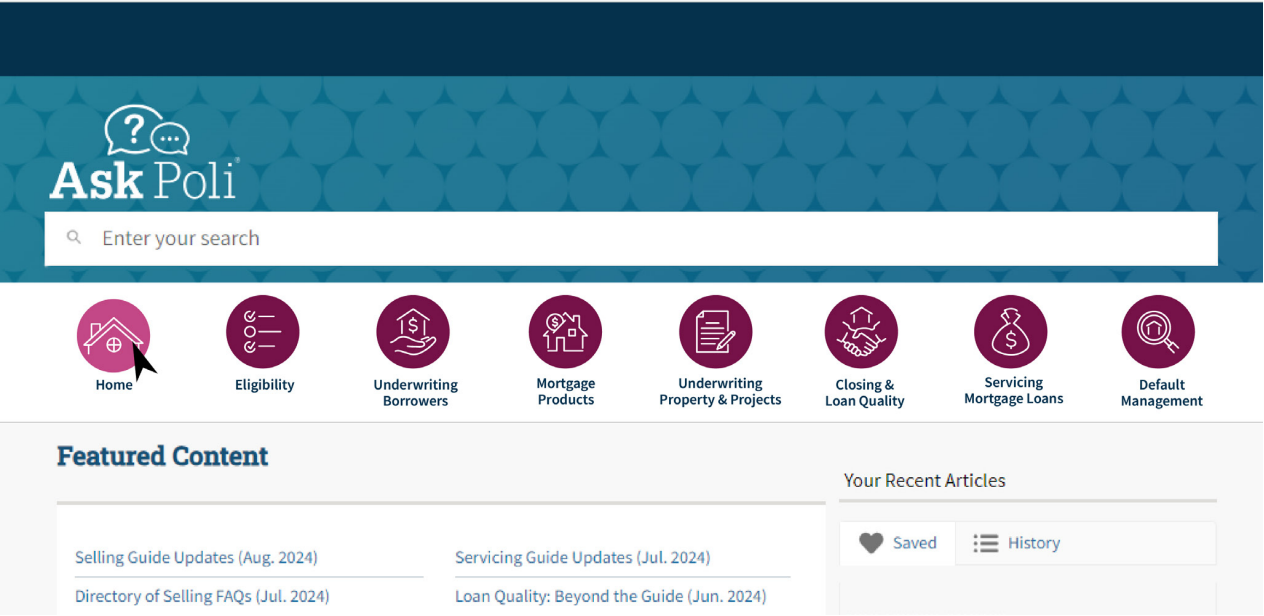 Ask Poli®
Enter your search
Home
Eligibility
Underwriting
Borrowers
Mortgage
Products
Underwriting
Property & Projects
Closing &
Loan Quality
Servicing
Mortgage Loans
Default
Management
Featured Content
Selling Guide Updates (Aug. 2024)
Servicing Guide Updates (Jul. 2024)
Directory of Selling FAQs (Jul. 2024)
Loan Quality: Beyond the Guide (Jun. 2024)
Your Recent Articles
Saved
History